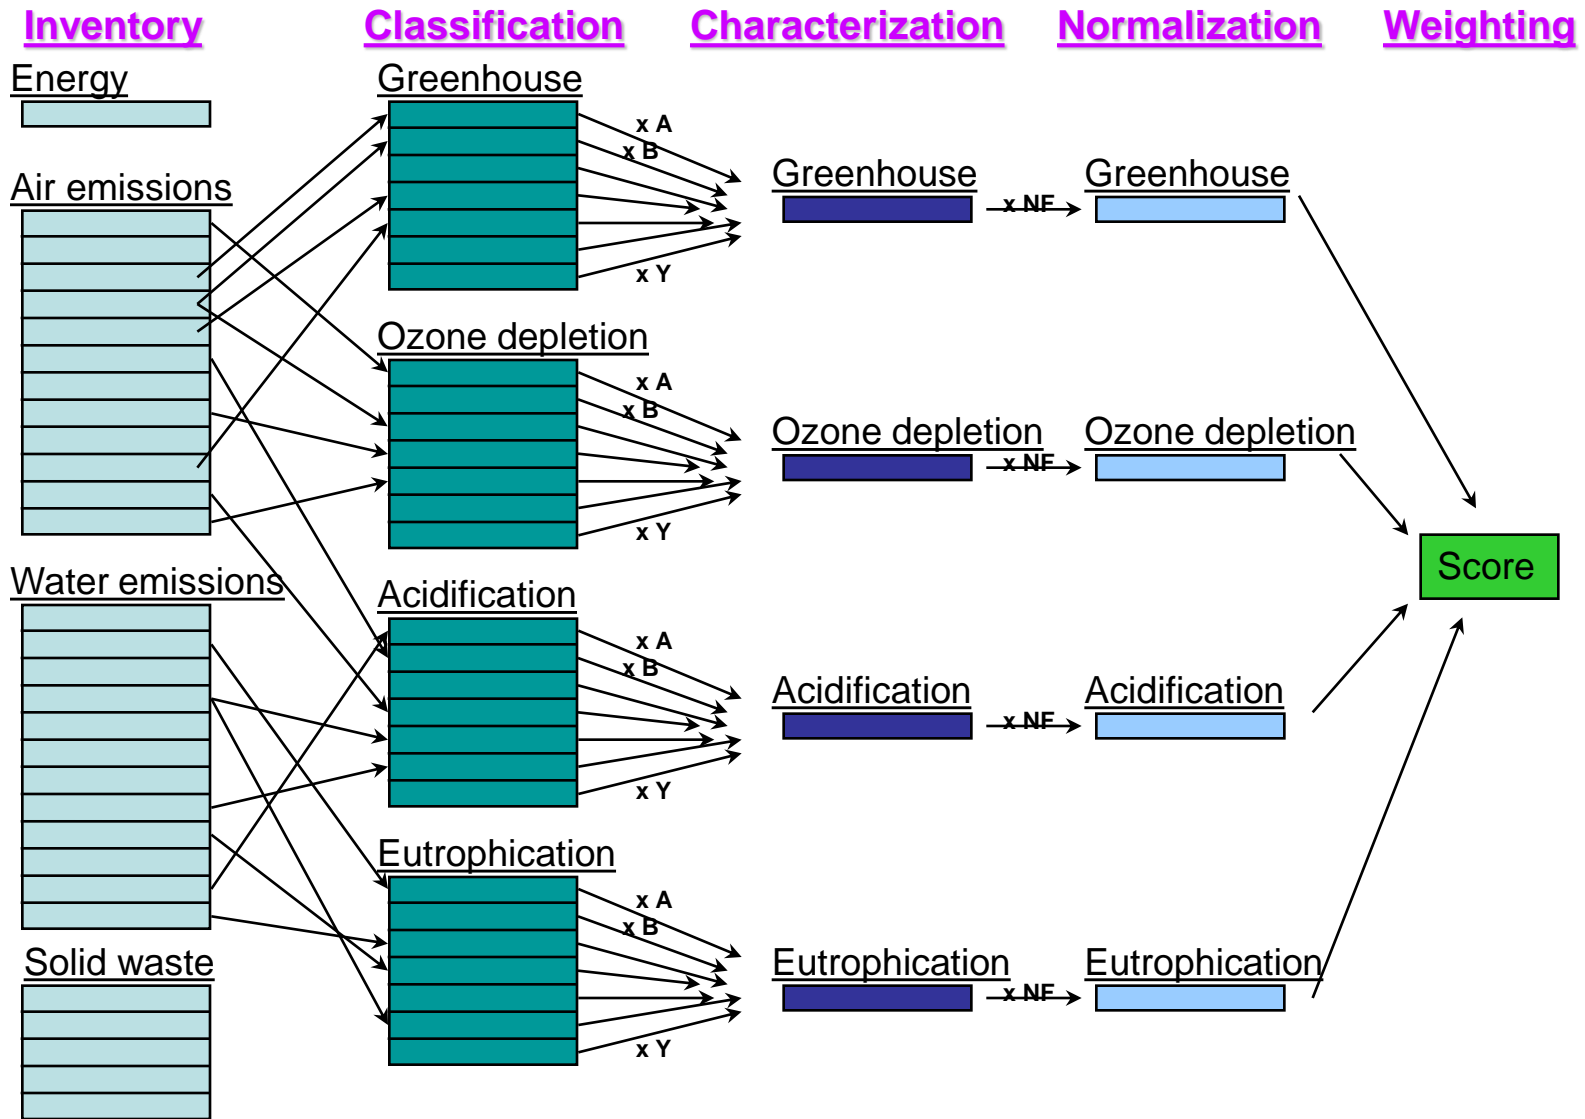 Inventory
Classification
Characterization
Normalization
Weighting
Energy
Air emissions
Water emissions
Solid waste
Greenhouse
x A
x B
x Y
Ozone depletion
x A
x B
x Y
Acidification
x A
x B
x Y
Eutrophication
x A
x B
x Y
Greenhouse
x NF
Greenhouse
Ozone depletion
x NF
Ozone depletion
Acidification
x NF
Acidification
Eutrophication
x NF
Eutrophication
Score